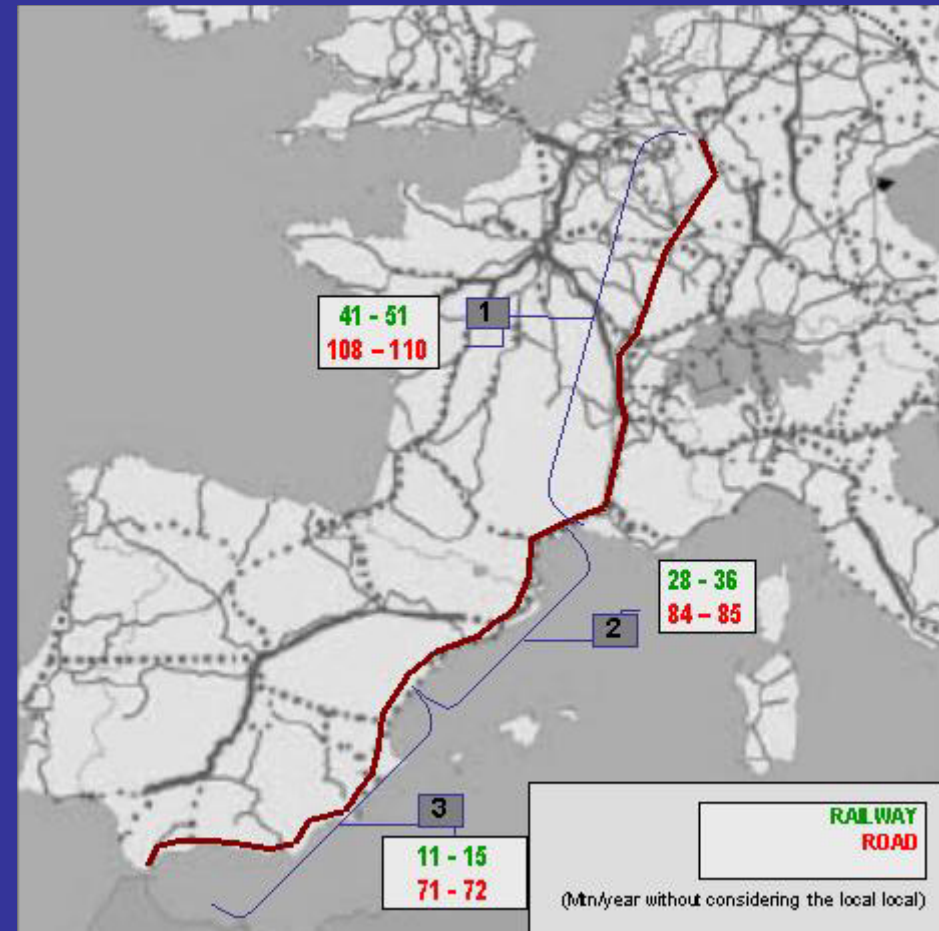 1
41 - 51
108 – 110
2
28 - 36
84 – 85
3
11 - 15
71 - 72
RAILWAY
ROAD
(Mtn/year without considering the local local)